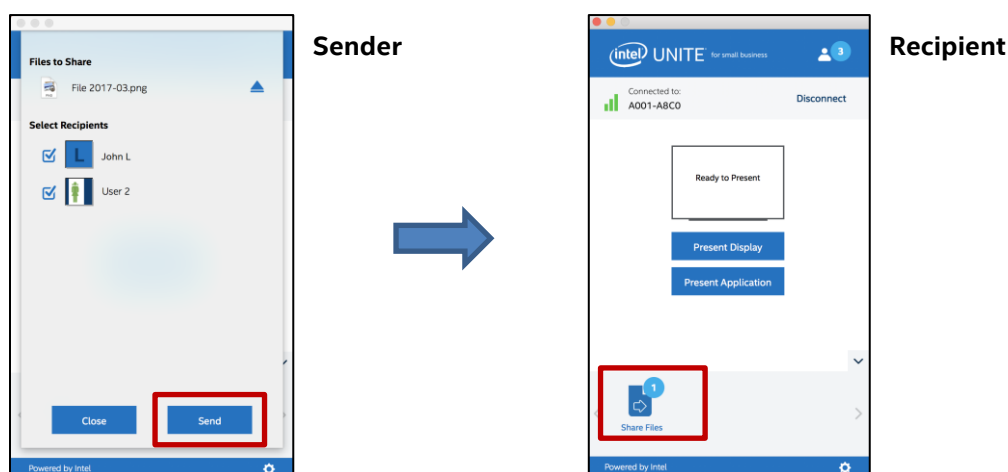 Files to Share
File 2017-03.png
Select Recipients
L
John L
User 2
Close
Send
Powered by Intel
Sender
intel UNITE for small business
3
Connected to:
A001-A8C0
Disconnect
Ready to Present
Present Display
Present Application
1
Share Files
Powered by Intel
Recipient